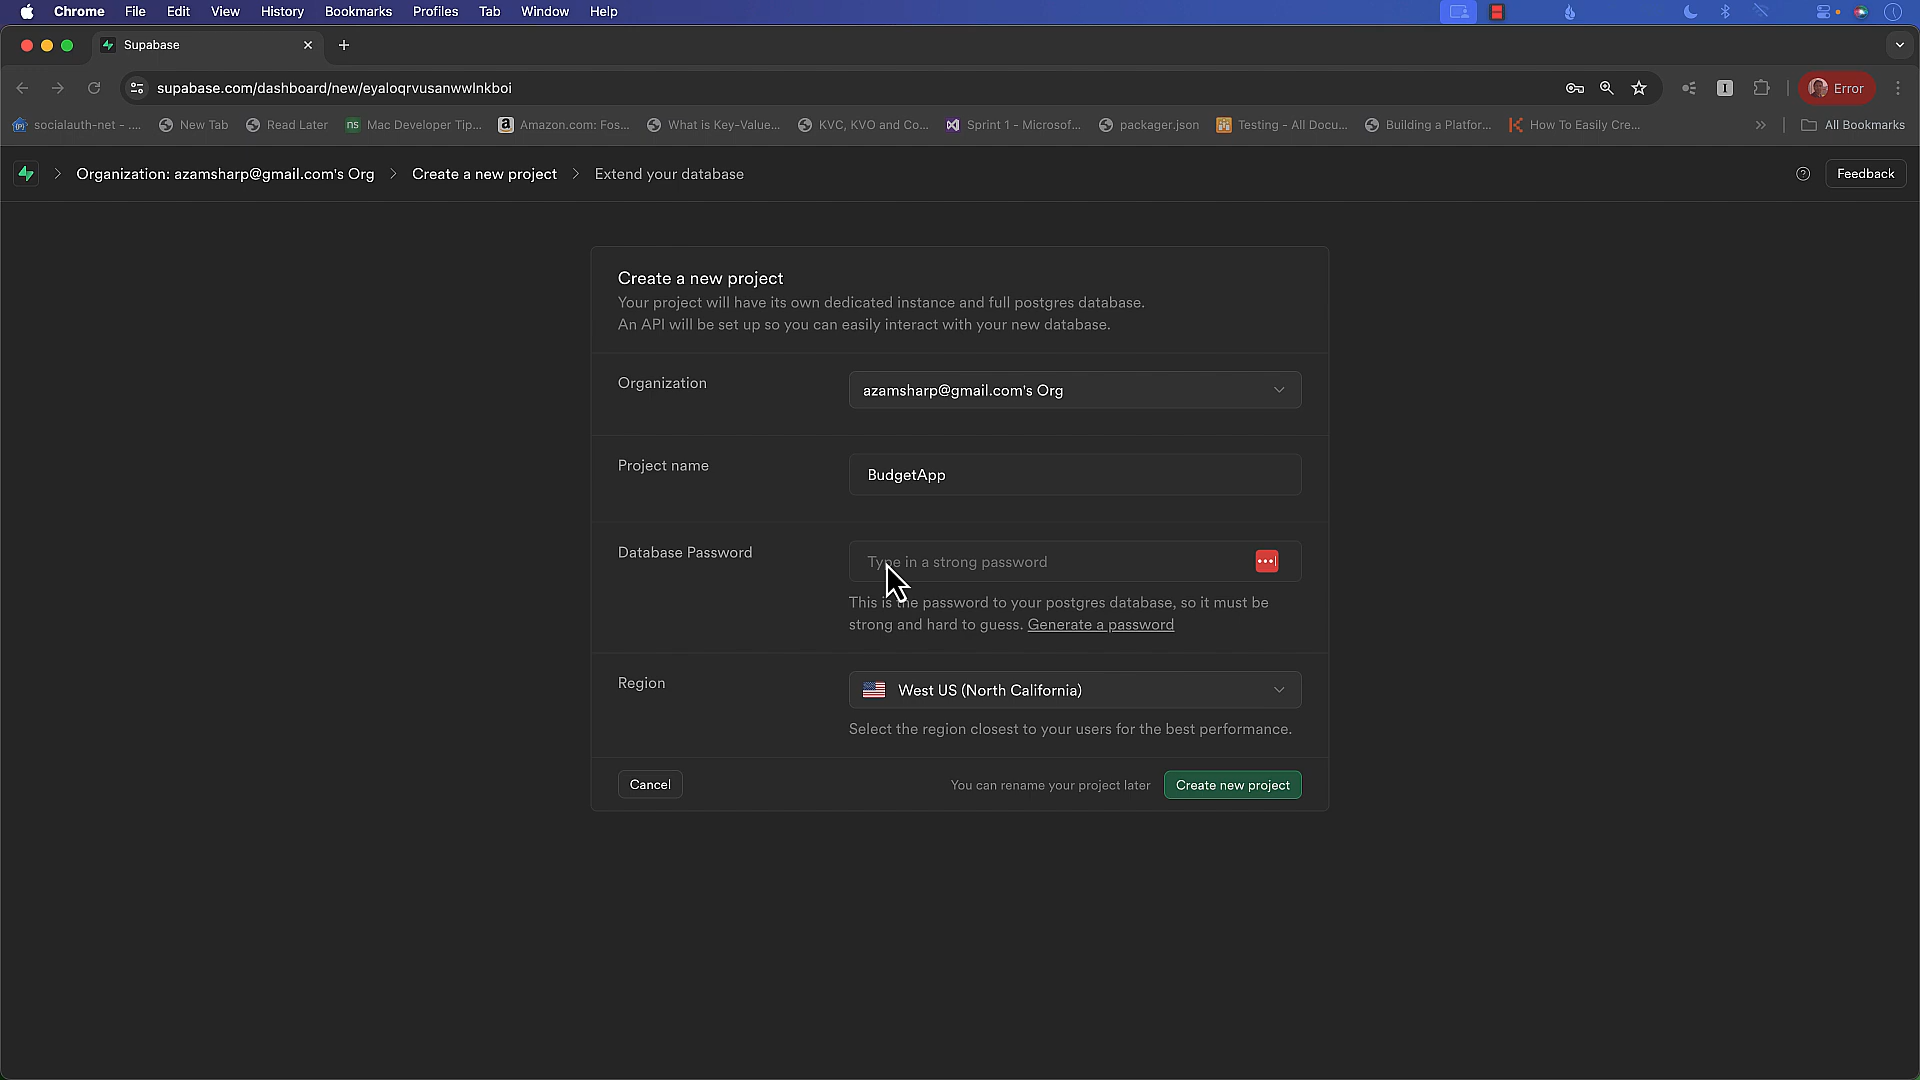 Chrome File Edit View History Bookmarks Profiles Tab Window Help
Supabase
supabase.com/dashboard/new/eyaloqrvusanwwlnkboi
Error
socialauth-net - .... New Tab Read Later ns Mac Developer Tip... Amazon.com: Fos... What is Key-Value... KVC, KVO and Co... Sprint 1 - Microsof... packager.json Testing - All Docu... Building a Platfor... How To Easily Cre... All Bookmarks
Organization: azamsharp@gmail.com's Org > Create a new project > Extend your database
Feedback
Create a new project
Your project will have its own dedicated instance and full postgres database.
An API will be set up so you can easily interact with your new database.
Organization
azamsharp@gmail.com's Org
Project name
BudgetApp
Database Password
Type in a strong password
This is the password to your postgres database, so it must be
strong and hard to guess. Generate a password
Region
West US (North California)
Select the region closest to your users for the best performance.
Cancel
You can rename your project later
Create new project